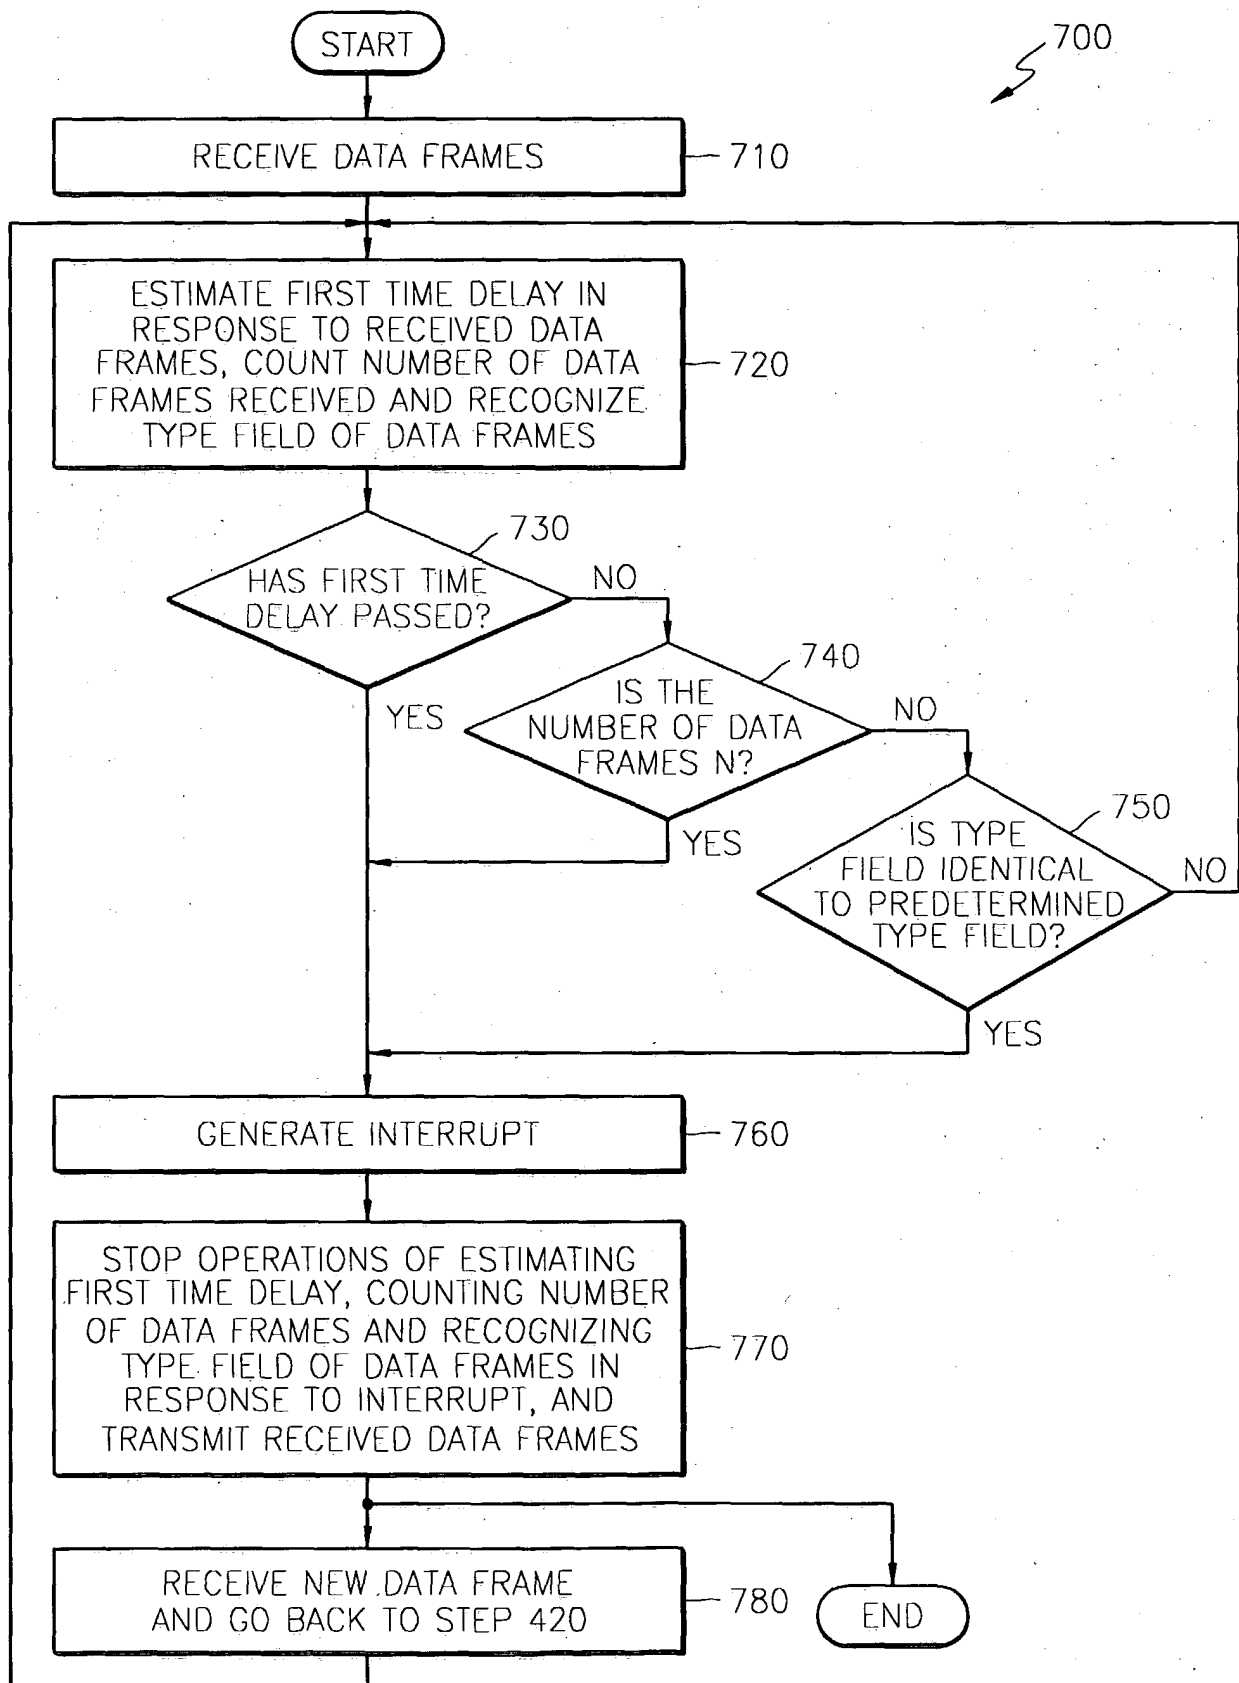 START
700
RECEIVE DATA FRAMES
710
ESTIMATE FIRST TIME DELAY IN
RESPONSE TO RECEIVED DATA
FRAMES, COUNT NUMBER OF DATA
FRAMES RECEIVED AND RECOGNIZE
TYPE FIELD OF DATA FRAMES
720
730
HAS FIRST TIME
DELAY PASSED?
NO
YES
740
IS THE
NUMBER OF DATA
FRAMES N?
NO
YES
750
IS TYPE
FIELD IDENTICAL
TO PREDETERMINED
TYPE FIELD?
NO
YES
GENERATE INTERRUPT
760
STOP OPERATIONS OF ESTIMATING
FIRST TIME DELAY, COUNTING NUMBER
OF DATA FRAMES AND RECOGNIZING
TYPE FIELD OF DATA FRAMES IN
RESPONSE TO INTERRUPT, AND
TRANSMIT RECEIVED DATA FRAMES
770
RECEIVE NEW DATA FRAME
AND GO BACK TO STEP 420
780
END